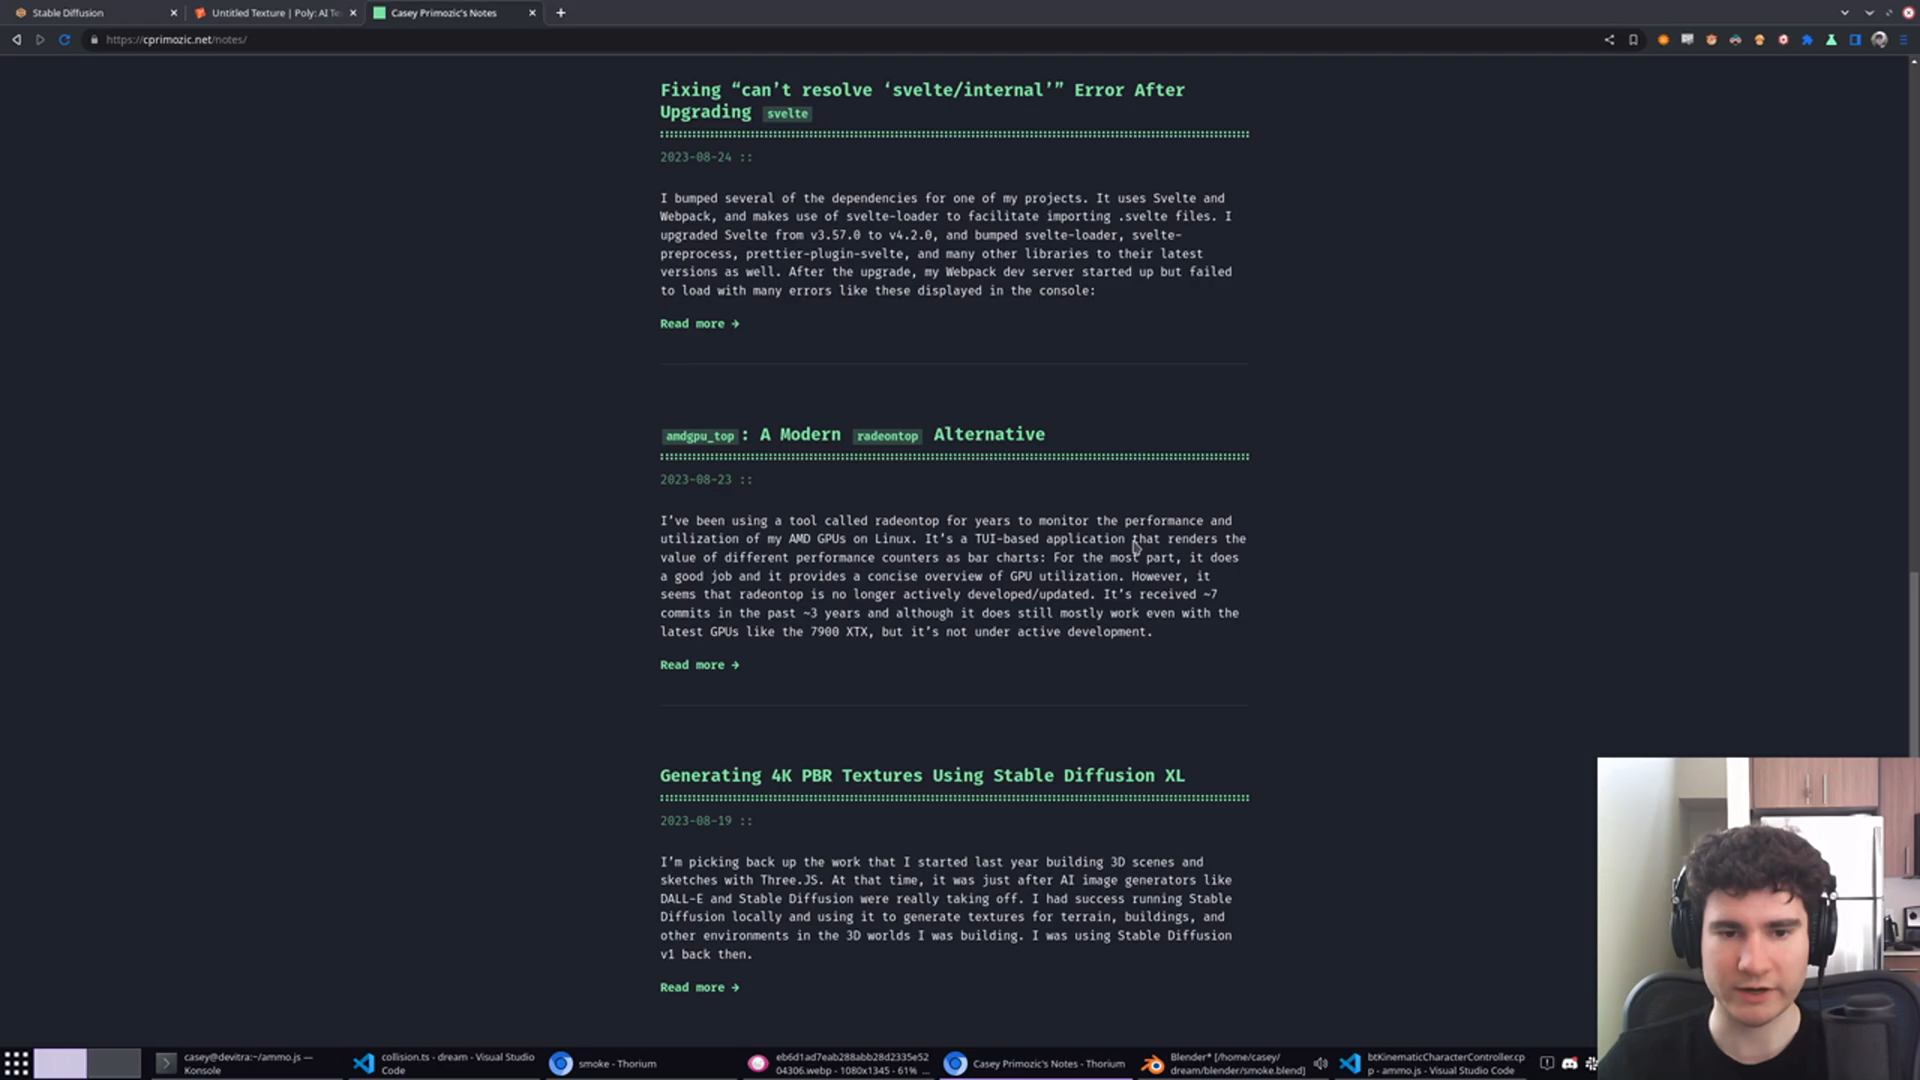 Stable Diffusion
Untitled Texture | Poly: AI Te
Casey Primozic's Notes
https://cprimozic.net/notes/
Fixing “can’t resolve ‘svelte/internal’” Error After
Upgrading svelte
2023-08-24 ::
I bumped several of the dependencies for one of my projects. It uses Svelte and
Webpack, and makes use of svelte-loader to facilitate importing .svelte files. I
upgraded Svelte from v3.57.0 to v4.2.0, and bumped svelte-loader, svelte-
preprocess, prettier-plugin-svelte, and many other libraries to their latest
versions as well. After the upgrade, my Webpack dev server started up but failed
to load with many errors like these displayed in the console:
Read more →
amdgpu_top: A Modern radeontop Alternative
2023-08-23 ::
I’ve been using a tool called radeontop for years to monitor the performance and
utilization of my AMD GPUs on Linux. It’s a TUI-based application that renders the
value of different performance counters as bar charts: For the most part, it does
a good job and it provides a concise overview of GPU utilization. However, it
seems that radeontop is no longer actively developed/updated. It’s received ~7
commits in the past ~3 years and although it does still mostly work even with the
latest GPUs like the 7900 XTX, but it’s not under active development.
Read more →
Generating 4K PBR Textures Using Stable Diffusion XL
2023-08-19 ::
I’m picking back up the work that I started last year building 3D scenes and
sketches with Three.JS. At that time, it was just after AI image generators like
DALL-E and Stable Diffusion were really taking off. I had success running Stable
Diffusion locally and using it to generate textures for terrain, buildings, and
other environments in the 3D worlds I was building. I was using Stable Diffusion
v1 back then.
Read more →
casey@devitra:~/ammo.js —
Konsole
collision.ts - dream - Visual Studio
Code
smoke - Thorium
eb6d1ad7eab288abb28d2335e52
04306.webp - 1080x1345 - 61% ...
Casey Primozic's Notes - Thorium
Blender* [/home/casey/
dream/blender/smoke.blend]
btKinematicCharacterController.cp
p - ammo.js - Visual Studio Code